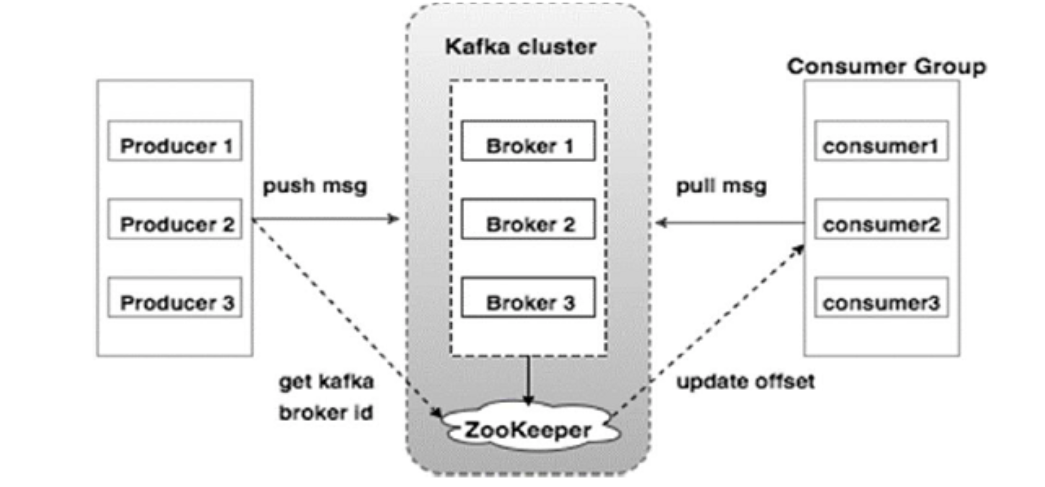 Kafka cluster
Consumer Group
Producer 1
Producer 2
Producer 3
push msg
Broker 1
Broker 2
Broker 3
pull msg
consumer1
consumer2
consumer3
get kafka
broker id
ZooKeeper
update offset